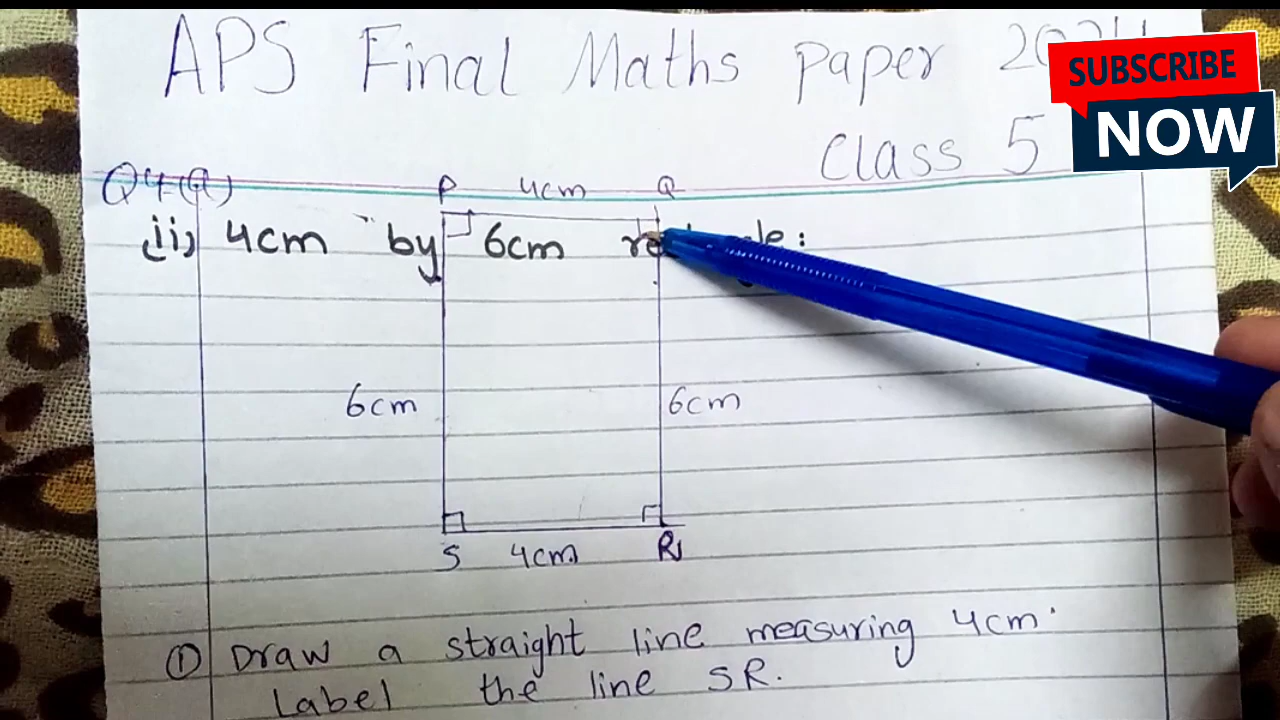 APS Final Maths Paper
SUBSCRIBE
NOW
Class 5
Q4(a)
P 4cm Q
(ii) 4cm by 6cm
6cm 6cm
S 4cm R
① Draw a straight line measuring 4cm.
Label the line SR.